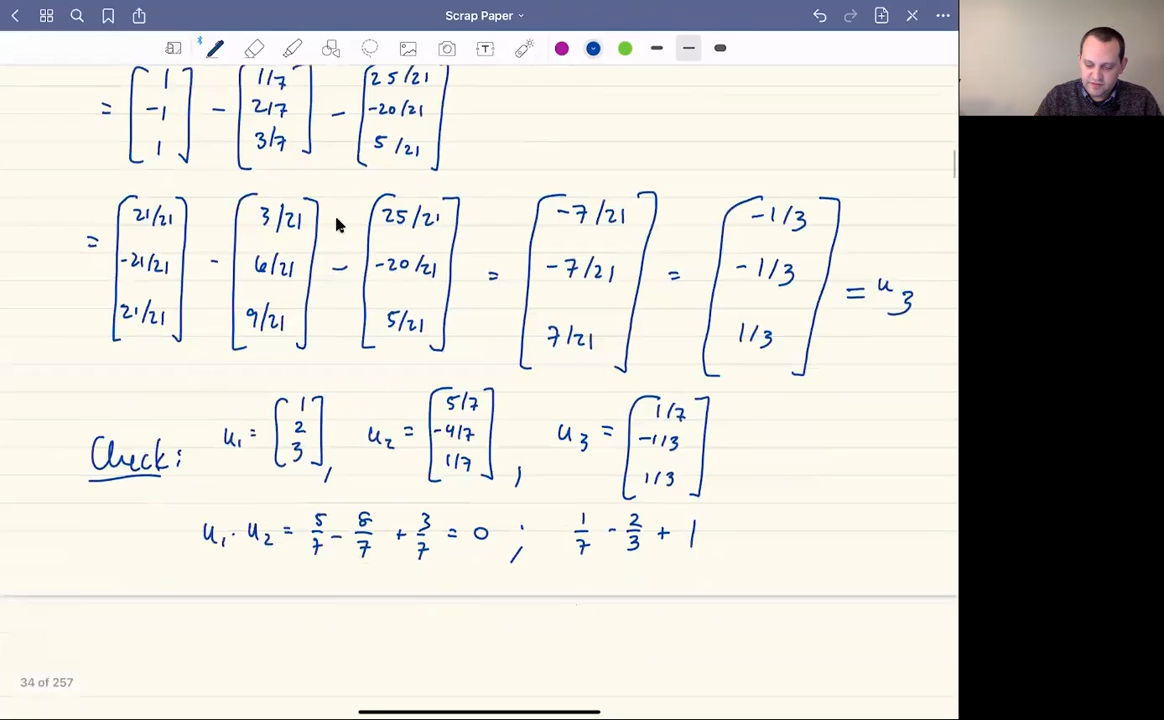 Scrap Paper
= [1 -1 1] - [1/7 2/7 3/7] - [25/21 -20/21 5/21]
= [21/21 -21/21 21/21] - [3/21 6/21 9/21] - [25/21 -20/21 5/21] = [-7/21 -7/21 7/21] = [-1/3 -1/3 1/3] = u3
Check: u1 = [1 2 3], u2 = [5/7 -4/7 1/7], u3 = [1/7 -1/3 1/3]
u1 · u2 = 5/7 - 8/7 + 3/7 = 0 ; 1/7 - 2/3 + 1
34 of 257